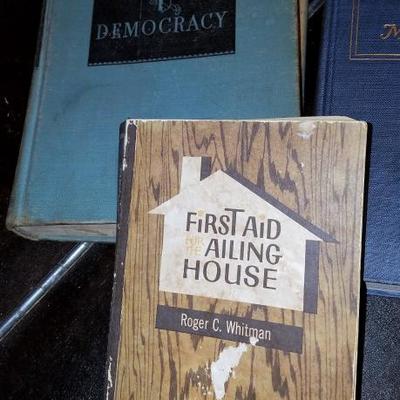 DEMOCRACY
FiRST AiD
FOR THE AILING
HOUSE
Roger C. Whitman